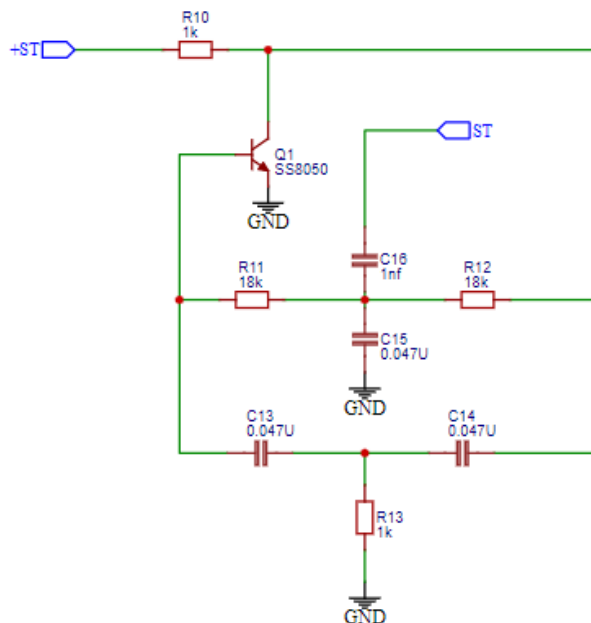 R10
1k
+ST
ST
Q1
SS8050
GND
C16
1nf
R11
18k
R12
18k
C15
0.047U
GND
C13
0.047U
C14
0.047U
R13
1k
GND